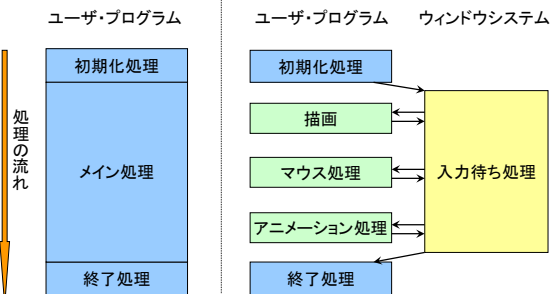 ユーザ・プログラム
初期化処理
メイン処理
終了処理
処理の流れ
ユーザ・プログラム
ウィンドウシステム
初期化処理
描画
マウス処理
アニメーション処理
終了処理
入力待ち処理